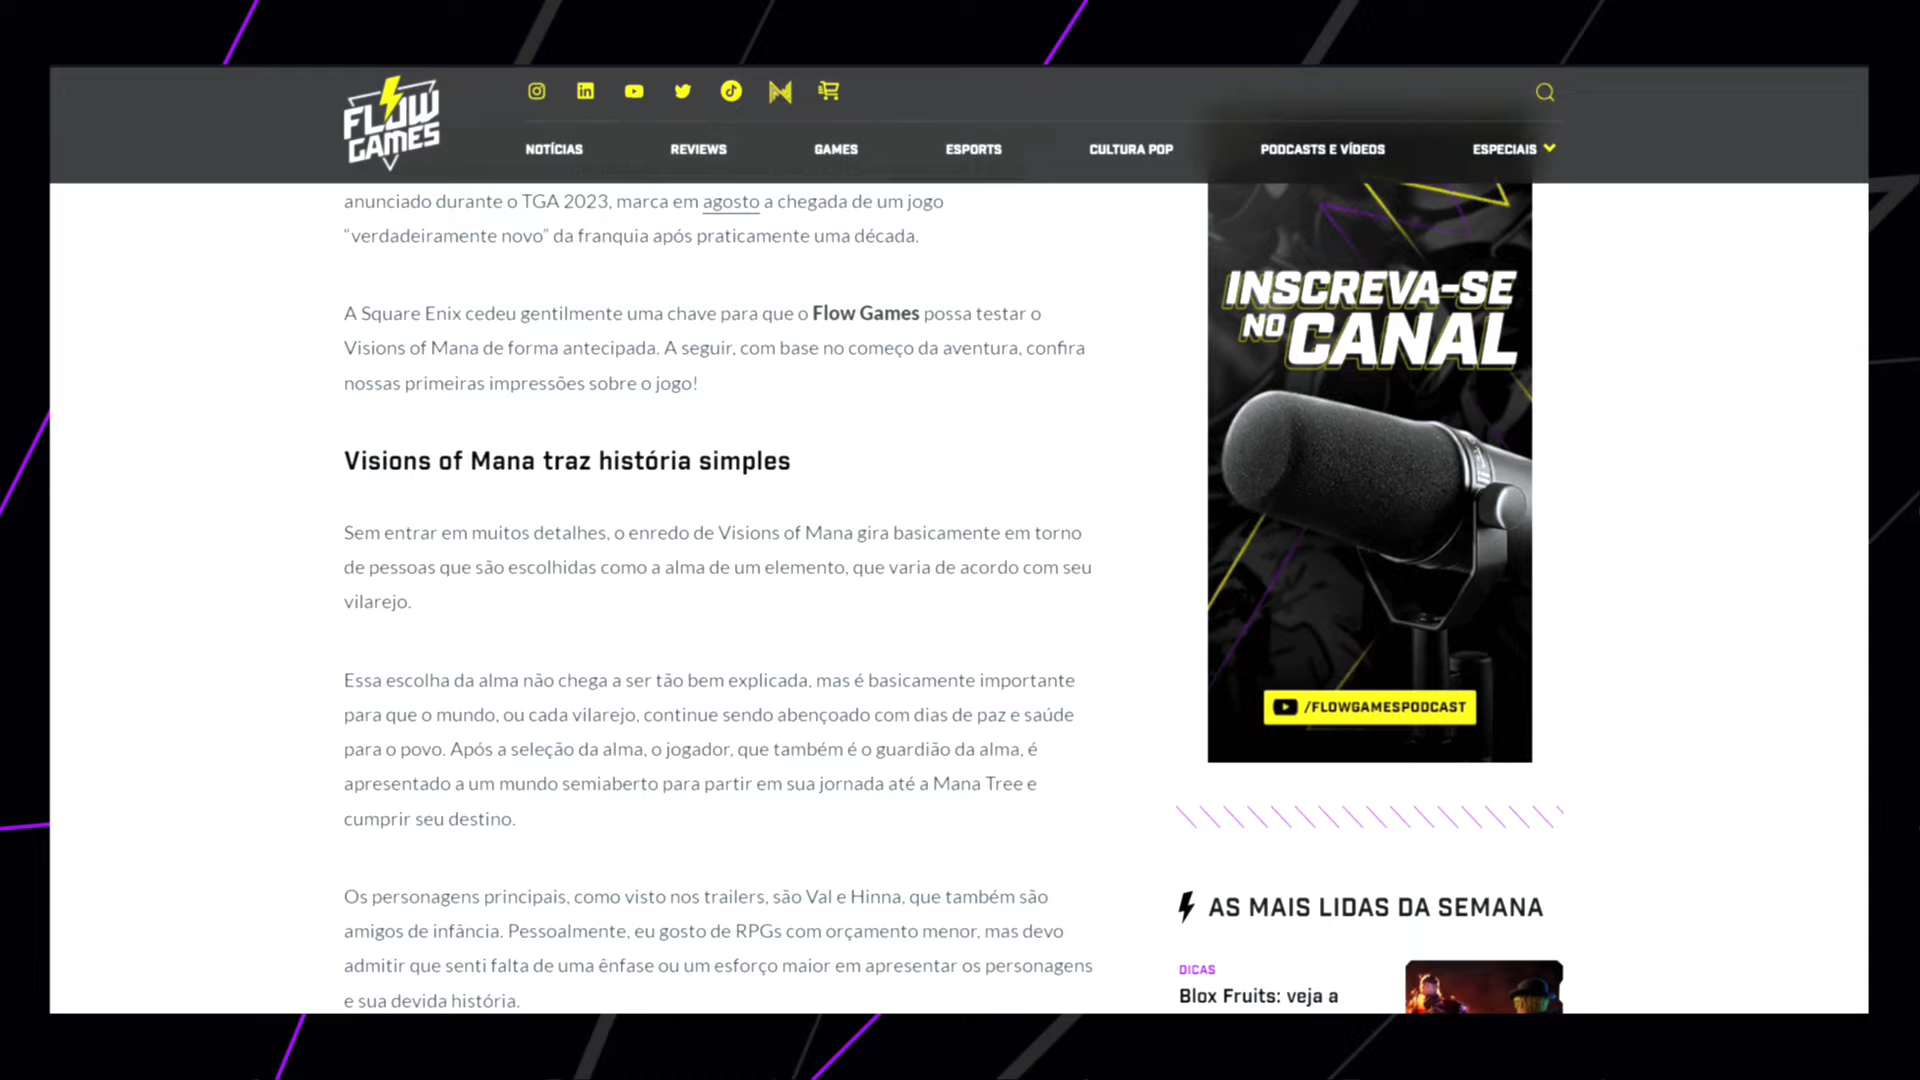 FLOW
GAMES
NOTÍCIAS
REVIEWS
GAMES
ESPORTS
CULTURA POP
PODCASTS E VÍDEOS
ESPECIAIS
anunciado durante o TGA 2023, marca em agosto a chegada de um jogo
“verdadeiramente novo” da franquia após praticamente uma década.
A Square Enix cedeu gentilmente uma chave para que o Flow Games possa testar o
Visions of Mana de forma antecipada. A seguir, com base no começo da aventura, confira
nossas primeiras impressões sobre o jogo!
Visions of Mana traz história simples
Sem entrar em muitos detalhes, o enredo de Visions of Mana gira basicamente em torno
de pessoas que são escolhidas como a alma de um elemento, que varia de acordo com seu
vilarejo.
Essa escolha da alma não chega a ser tão bem explicada, mas é basicamente importante
para que o mundo, ou cada vilarejo, continue sendo abençoado com dias de paz e saúde
para o povo. Após a seleção da alma, o jogador, que também é o guardião da alma, é
apresentado a um mundo semiaberto para partir em sua jornada até a Mana Tree e
cumprir seu destino.
Os personagens principais, como visto nos trailers, são Val e Hinna, que também são
amigos de infância. Pessoalmente, eu gosto de RPGs com orçamento menor, mas devo
admitir que senti falta de uma ênfase ou um esforço maior em apresentar os personagens
e sua devida história.
INSCREVA-SE
NO CANAL
/FLOWGAMESPODCAST
AS MAIS LIDAS DA SEMANA
DICAS
Blox Fruits: veja a